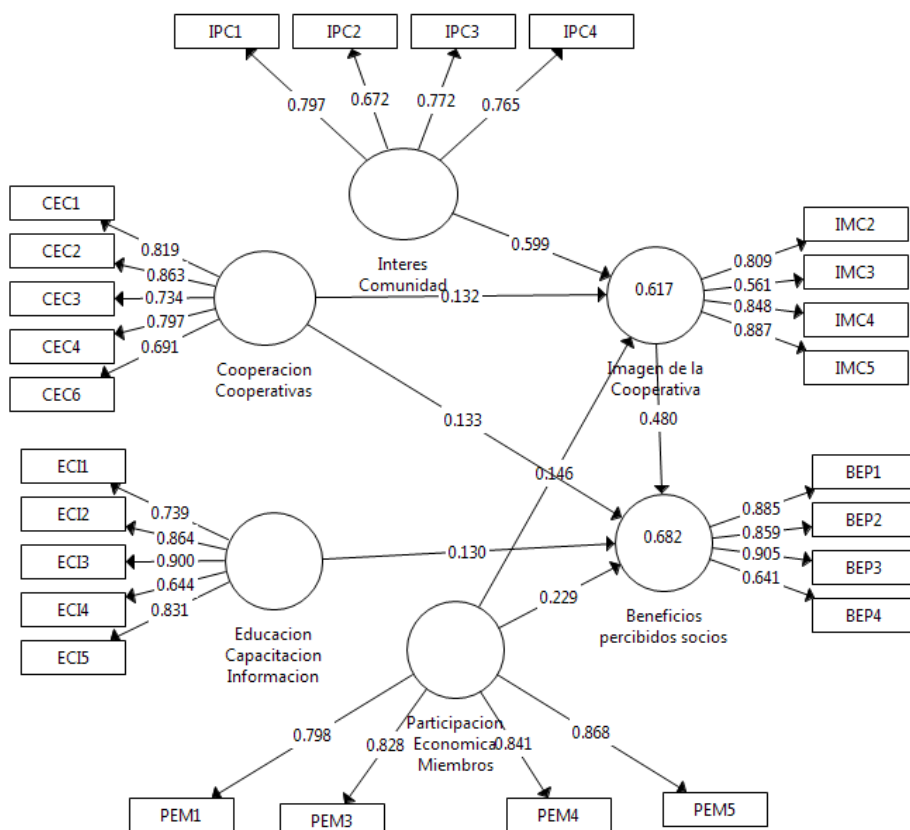 IPC1
IPC2
IPC3
IPC4
0.797
0.672
0.772
0.765
CEC1
CEC2
CEC3
CEC4
CEC6
0.819
0.863
0.734
0.797
0.691
Interes
Comunidad
Cooperacion
Cooperativas
0.599
0.132
0.133
0.617
Imagen de la
Cooperativa
0.809
0.561
0.848
0.887
IMC2
IMC3
IMC4
IMC5
0.480
0.146
ECI1
ECI2
ECI3
ECI4
ECI5
0.739
0.864
0.900
0.644
0.831
Educacion
Capacitacion
Informacion
0.130
0.229
0.682
Beneficios
percibidos socios
0.885
0.859
0.905
0.641
BEP1
BEP2
BEP3
BEP4
Participacion
Economica
Miembros
0.798
0.828
0.841
0.868
PEM1
PEM3
PEM4
PEM5